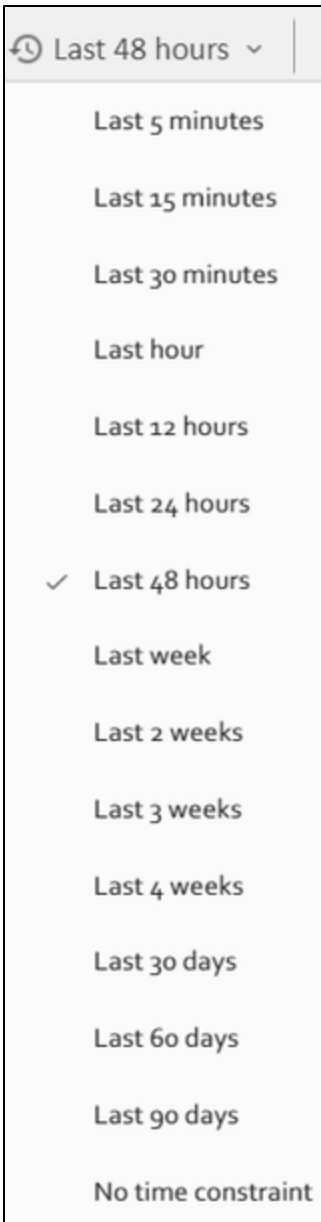 Last 48 hours
Last 5 minutes
Last 15 minutes
Last 30 minutes
Last hour
Last 12 hours
Last 24 hours
Last 48 hours
Last week
Last 2 weeks
Last 3 weeks
Last 4 weeks
Last 30 days
Last 60 days
Last 90 days
No time constraint